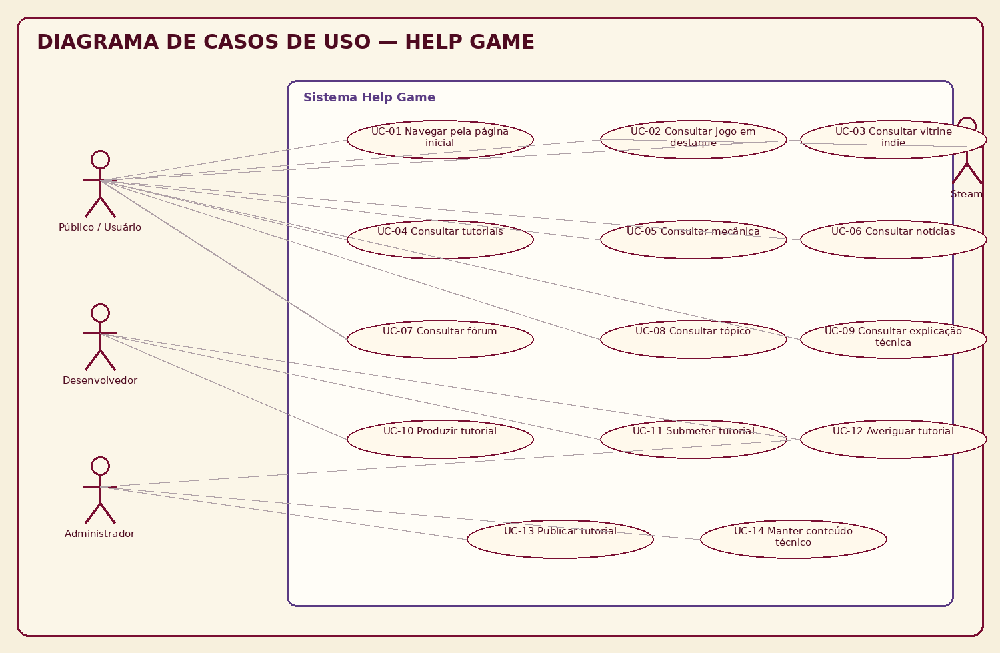 DIAGRAMA DE CASOS DE USO — HELP GAME
Sistema Help Game
UC-01 Navegar pela página
inicial
UC-02 Consultar jogo em
destaque
UC-03 Consultar vitrine
indie
Steam
Público / Usuário
UC-04 Consultar tutoriais
UC-05 Consultar mecânica
UC-06 Consultar notícias
UC-07 Consultar fórum
UC-08 Consultar tópico
UC-09 Consultar explicação
técnica
Desenvolvedor
UC-10 Produzir tutorial
UC-11 Submeter tutorial
UC-12 Averiguar tutorial
Administrador
UC-13 Publicar tutorial
UC-14 Manter conteúdo
técnico